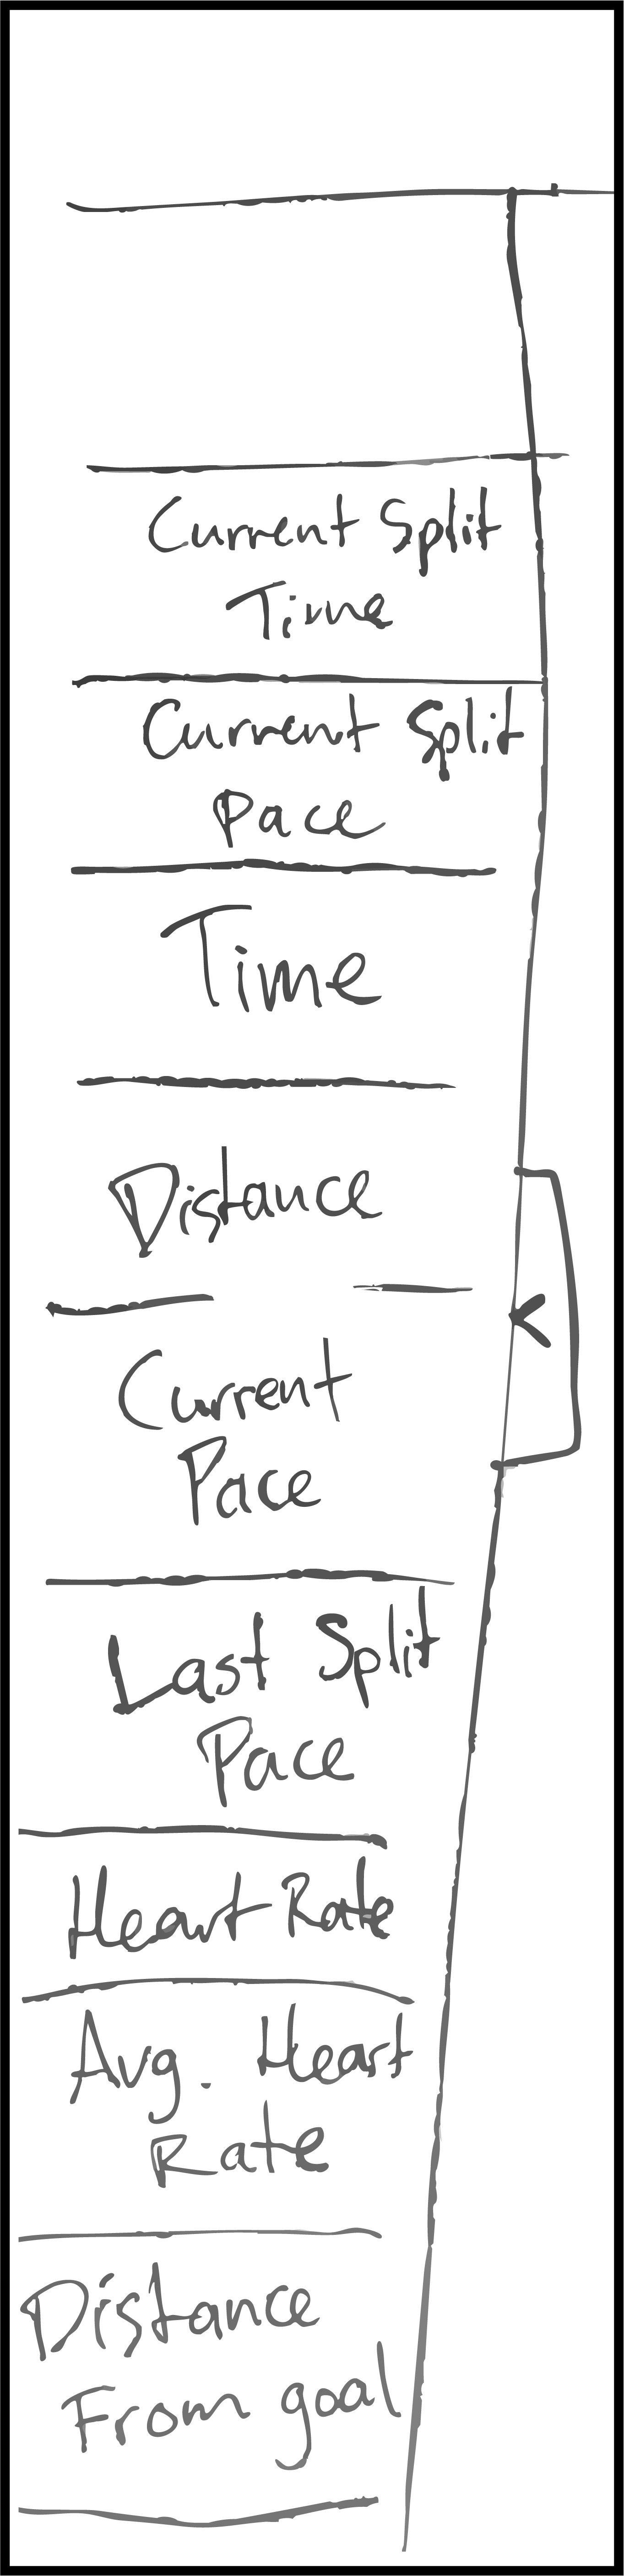 Current Split
Time
Current Split
Pace
Time
Distance
Current
Pace
Last Split
Pace
Heart Rate
Avg. Heart
Rate
Distance
From goal